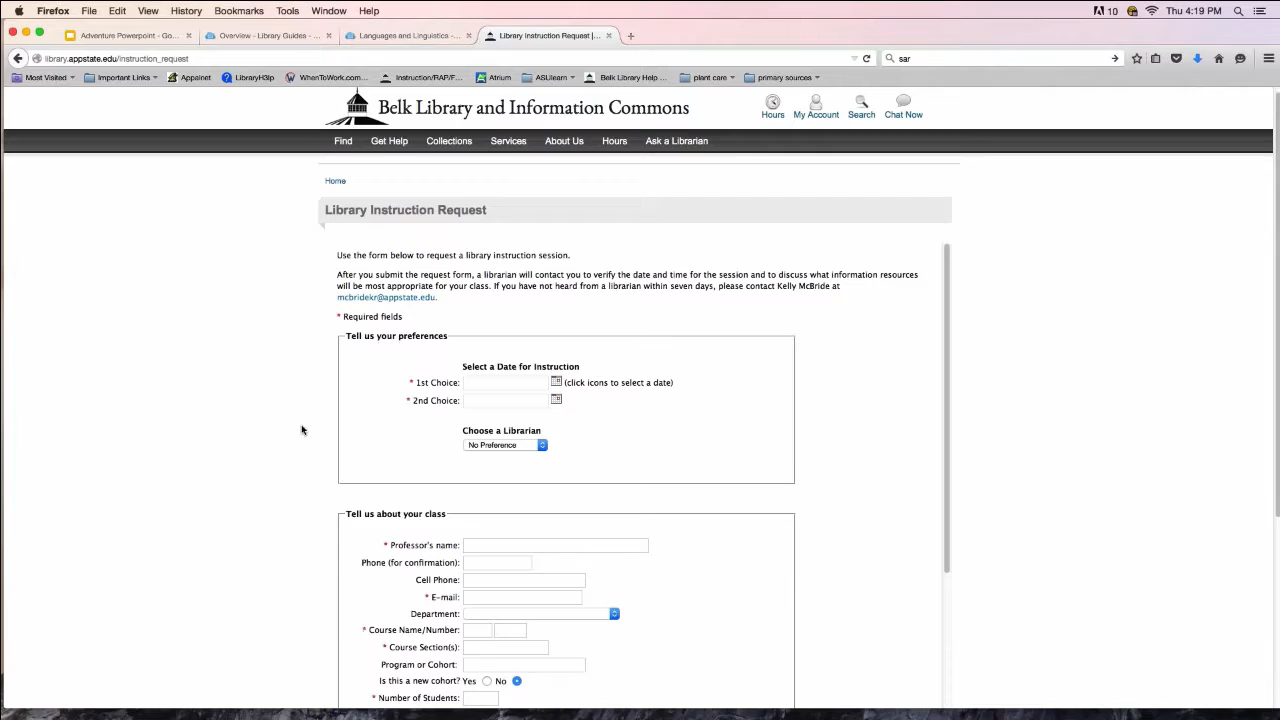 Firefox File Edit View History Bookmarks Tools Window Help 10 Thu 4:19 PM
Adventure Powerpoint - Go... Overview - Library Guides - ... Languages and Linguistics - ... Library Instruction Request |...
library.appstate.edu/instruction_request sar
Most Visited Important Links Appalnet LibraryH3lp WhenToWork.com... Instruction/RAP/F... Atrium ASULearn Belk Library Help ... plant care primary sources
Belk Library and Information Commons
Hours My Account Search Chat Now
Find Get Help Collections Services About Us Hours Ask a Librarian
Home
Library Instruction Request
Use the form below to request a library instruction session.
After you submit the request form, a librarian will contact you to verify the date and time for the session and to discuss what information resources
will be most appropriate for your class. If you have not heard from a librarian within seven days, please contact Kelly McBride at
mcbridekr@appstate.edu.
* Required fields
Tell us your preferences
Select a Date for Instruction
* 1st Choice: (click icons to select a date)
* 2nd Choice:
Choose a Librarian
No Preference
Tell us about your class
* Professor's name:
Phone (for confirmation):
Cell Phone:
* E-mail:
Department:
* Course Name/Number:
* Course Section(s):
Program or Cohort:
Is this a new cohort? Yes No
* Number of Students: